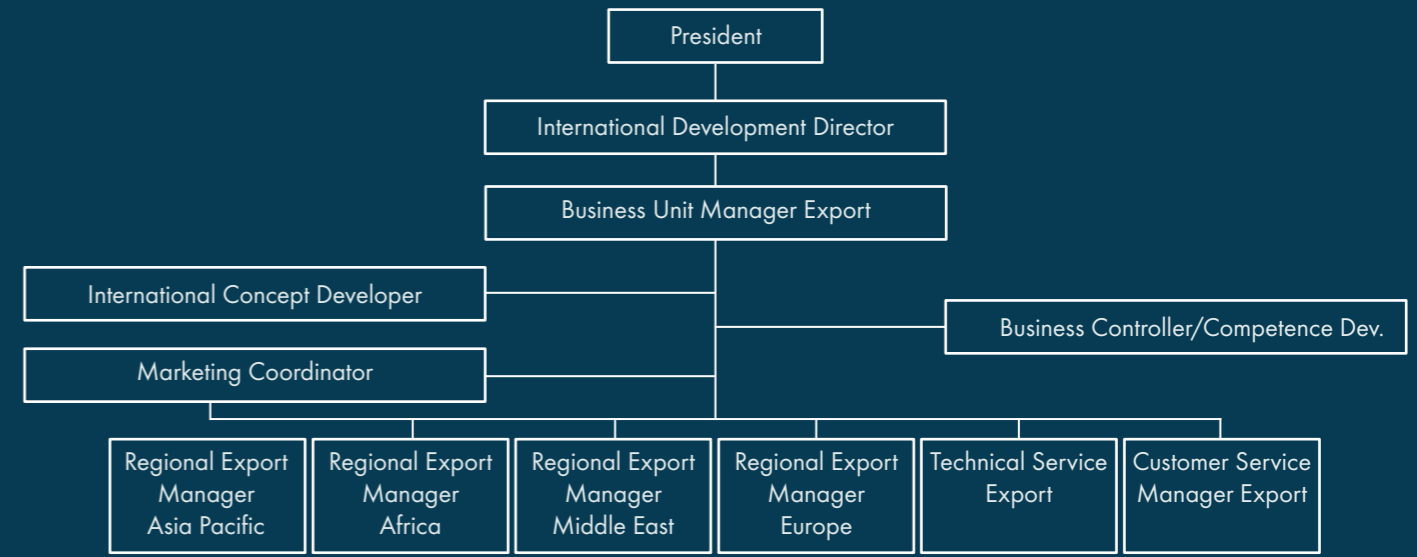 President
International Development Director
Business Unit Manager Export
International Concept Developer
Business Controller/Competence Dev.
Marketing Coordinator
Regional Export
Manager
Asia Pacific
Regional Export
Manager
Africa
Regional Export
Manager
Middle East
Regional Export
Manager
Europe
Technical Service
Export
Customer Service
Manager Export